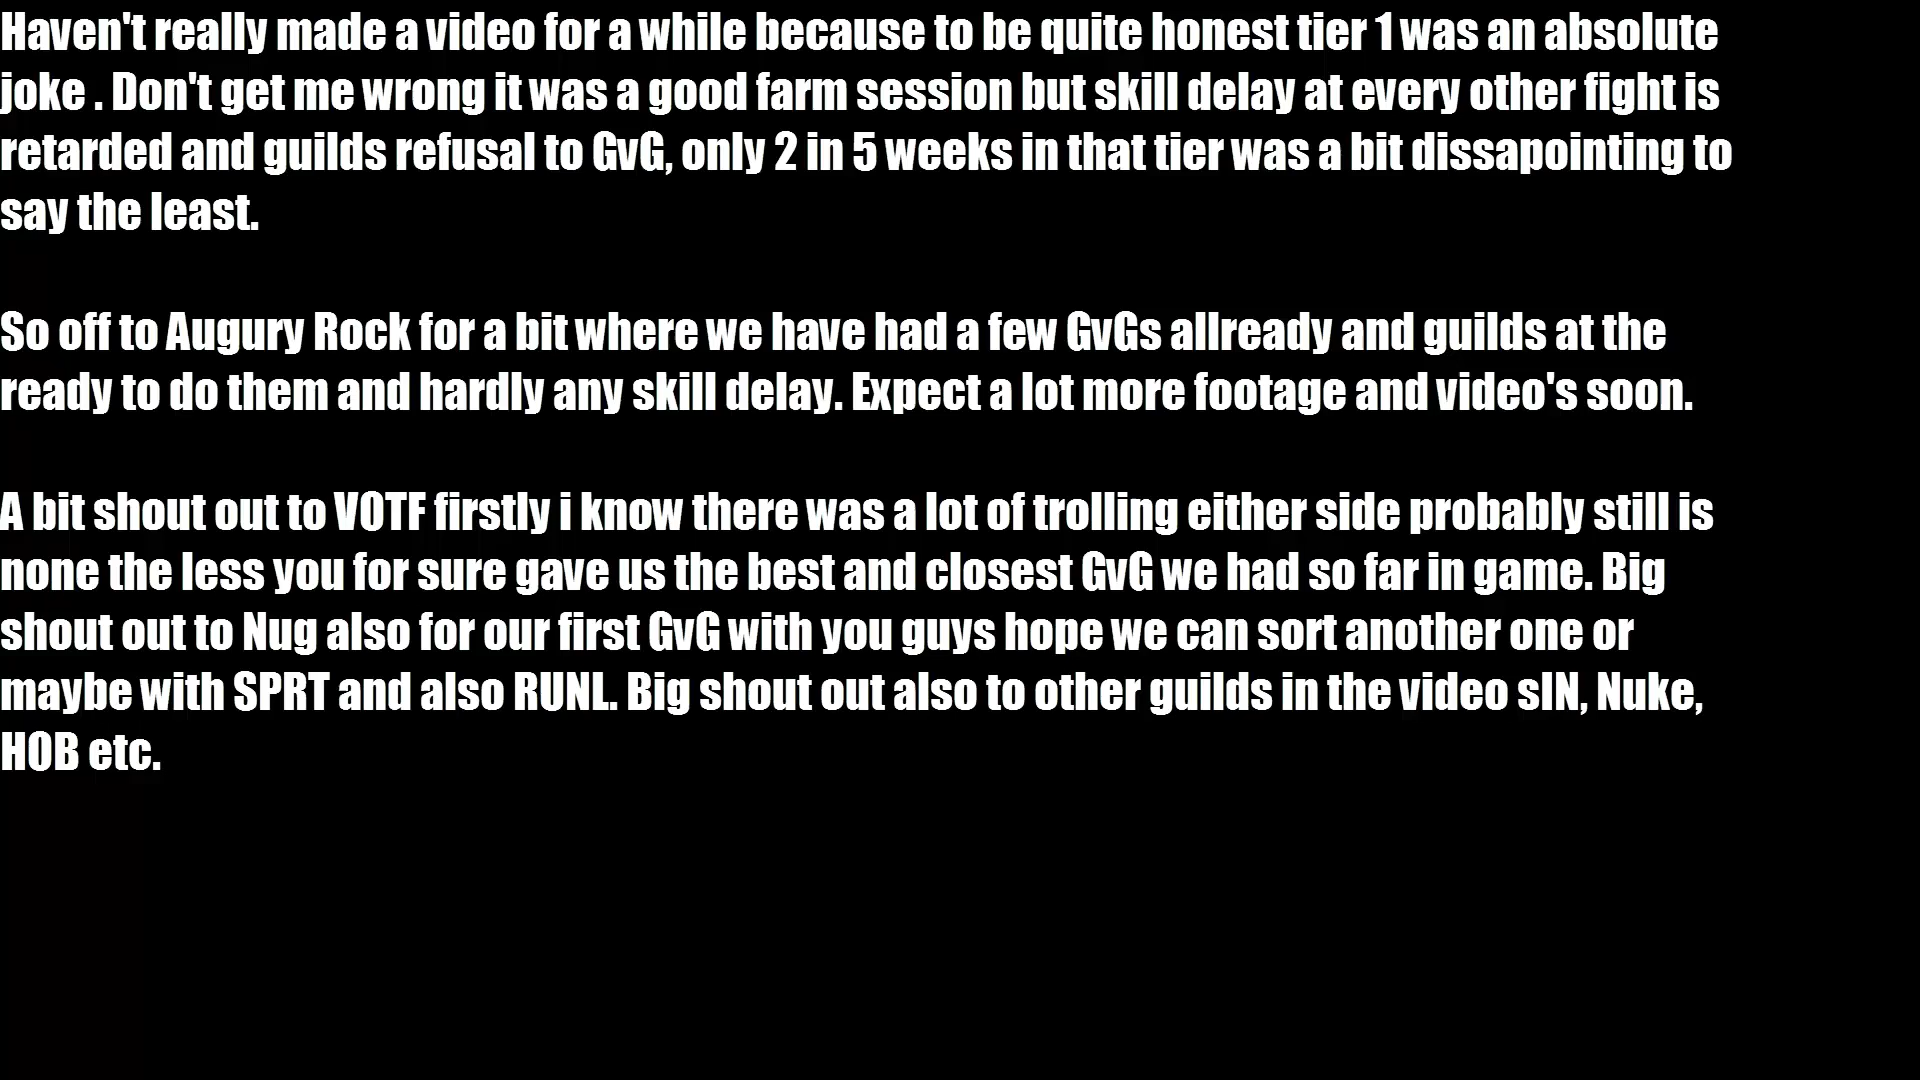 Haven't really made a video for a while because to be quite honest tier 1 was an absolute
joke . Don't get me wrong it was a good farm session but skill delay at every other fight is
retarded and guilds refusal to GvG, only 2 in 5 weeks in that tier was a bit dissapointing to
say the least.
So off to Augury Rock for a bit where we have had a few GvGs allready and guilds at the
ready to do them and hardly any skill delay. Expect a lot more footage and video's soon.
A bit shout out to VOTF firstly i know there was a lot of trolling either side probably still is
none the less you for sure gave us the best and closest GvG we had so far in game. Big
shout out to Nug also for our first GvG with you guys hope we can sort another one or
maybe with SPRT and also RUNL. Big shout out also to other guilds in the video sIN, Nuke,
HOB etc.